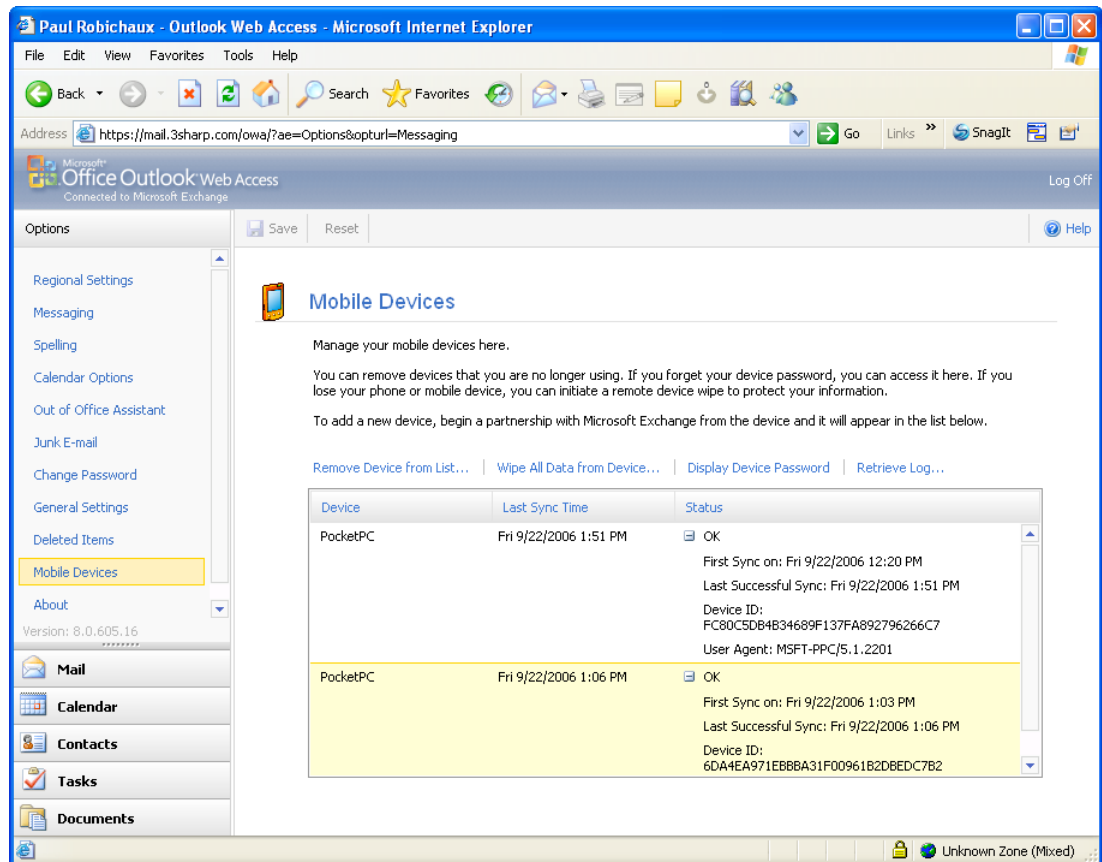 Paul Robichaux - Outlook Web Access - Microsoft Internet Explorer
File Edit View Favorites Tools Help
Back Search Favorites
Address https://mail.3sharp.com/owa/?ae=Options&opturl=Messaging Go Links » SnagIt
Microsoft
Office Outlook Web Access
Connected to Microsoft Exchange
Log Off
Options
Save Reset Help
Regional Settings
Messaging
Spelling
Calendar Options
Out of Office Assistant
Junk E-mail
Change Password
General Settings
Deleted Items
Mobile Devices
About
Version: 8.0.605.16
Mail
Calendar
Contacts
Tasks
Documents
Mobile Devices
Manage your mobile devices here.
You can remove devices that you are no longer using. If you forget your device password, you can access it here. If you
lose your phone or mobile device, you can initiate a remote device wipe to protect your information.
To add a new device, begin a partnership with Microsoft Exchange from the device and it will appear in the list below.
Remove Device from List... | Wipe All Data from Device... | Display Device Password | Retrieve Log...
Device Last Sync Time Status
PocketPC Fri 9/22/2006 1:51 PM OK
First Sync on: Fri 9/22/2006 12:20 PM
Last Successful Sync: Fri 9/22/2006 1:51 PM
Device ID:
FC80C5DB4B34689F137FA892796266C7
User Agent: MSFT-PPC/5.1.2201
PocketPC Fri 9/22/2006 1:06 PM OK
First Sync on: Fri 9/22/2006 1:03 PM
Last Successful Sync: Fri 9/22/2006 1:06 PM
Device ID:
6DA4EA971EBBBA31F00961B2DBEDC7B2
Unknown Zone (Mixed)